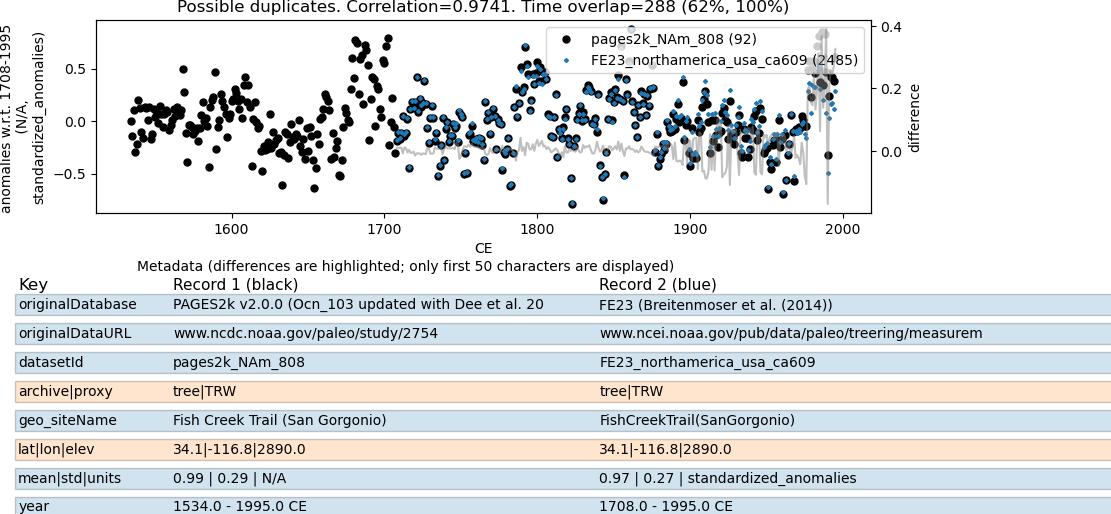 Possible duplicates. Correlation=0.9741. Time overlap=288 (62%, 100%)
anomalies w.r.t. 1708-1995
(N/A,
standardized_anomalies)
0.5
0.0
−0.5
pages2k_NAm_808 (92)
FE23_northamerica_usa_ca609 (2485)
0.4
0.2
0.0
difference
1600 1700 1800 1900 2000
CE
Metadata (differences are highlighted; only first 50 characters are displayed)
Key Record 1 (black) Record 2 (blue)
originalDatabase PAGES2k v2.0.0 (Ocn_103 updated with Dee et al. 20 FE23 (Breitenmoser et al. (2014))
originalDataURL www.ncdc.noaa.gov/paleo/study/2754 www.ncei.noaa.gov/pub/data/paleo/treering/measurem
datasetId pages2k_NAm_808 FE23_northamerica_usa_ca609
archive|proxy tree|TRW tree|TRW
geo_siteName Fish Creek Trail (San Gorgonio) FishCreekTrail(SanGorgonio)
lat|lon|elev 34.1|-116.8|2890.0 34.1|-116.8|2890.0
mean|std|units 0.99 | 0.29 | N/A 0.97 | 0.27 | standardized_anomalies
year 1534.0 - 1995.0 CE 1708.0 - 1995.0 CE